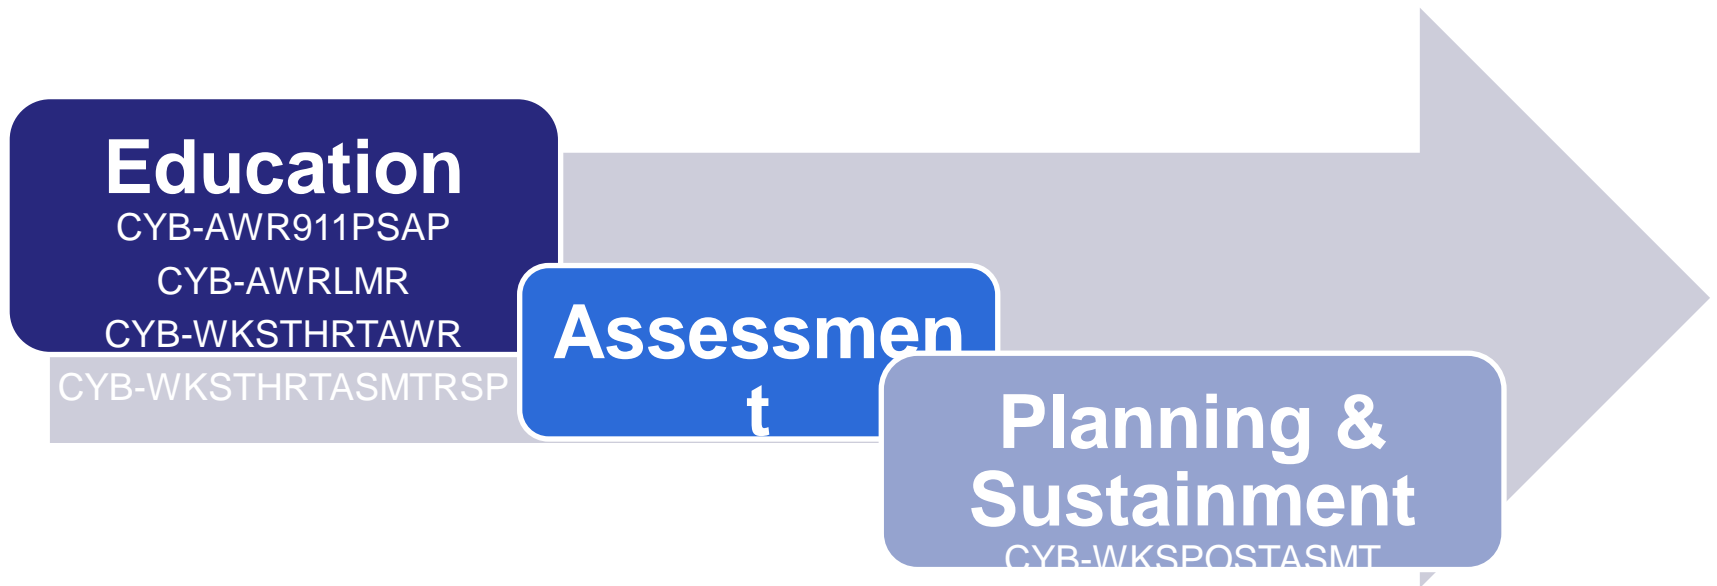 Education
CYB-AWR911PSAP
CYB-AWRLMR
CYB-WKSTHRTAWR
CYB-WKSTHRTASMTRSP
Assessmen
t
Planning &
Sustainment
CYB-WKSPOSTASMT